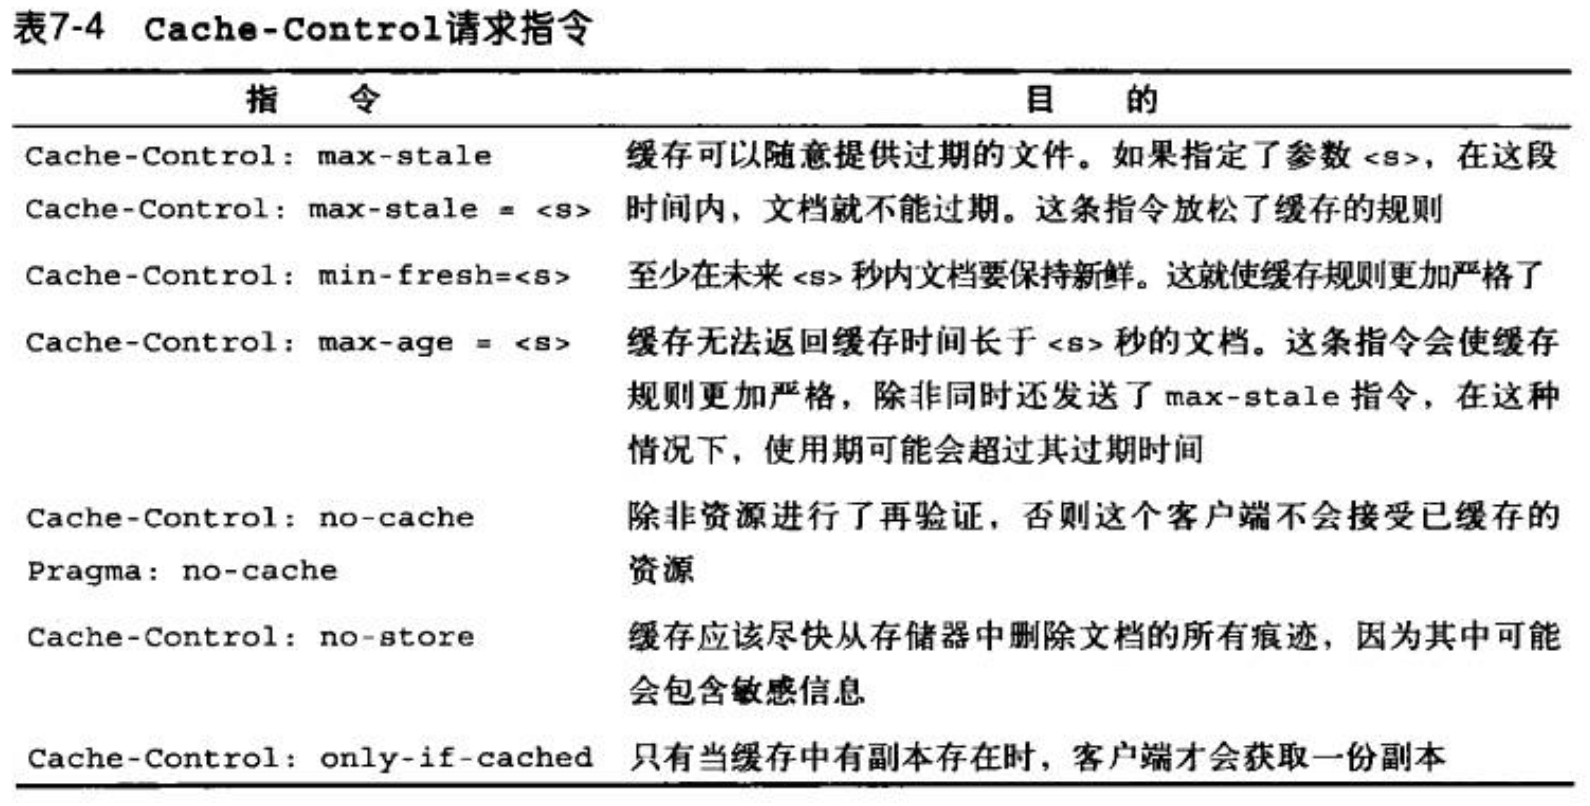 表7-4 Cache-Control请求指令
指 令 目 的
Cache-Control: max-stale 缓存可以随意提供过期的文件。如果指定了参数 <s>，在这段
Cache-Control: max-stale = <s> 时间内，文档就不能过期。这条指令放松了缓存的规则
Cache-Control: min-fresh=<s> 至少在未来 <s> 秒内文档要保持新鲜。这就使缓存规则更加严格了
Cache-Control: max-age = <s> 缓存无法返回缓存时间长于 <s> 秒的文档。这条指令会使缓存
规则更加严格，除非同时还发送了 max-stale 指令，在这种
情况下，使用期可能会超过其过期时间
Cache-Control: no-cache 除非资源进行了再验证，否则这个客户端不会接受已缓存的
Pragma: no-cache 资源
Cache-Control: no-store 缓存应该尽快从存储器中删除文档的所有痕迹，因为其中可能
会包含敏感信息
Cache-Control: only-if-cached 只有当缓存中有副本存在时，客户端才会获取一份副本